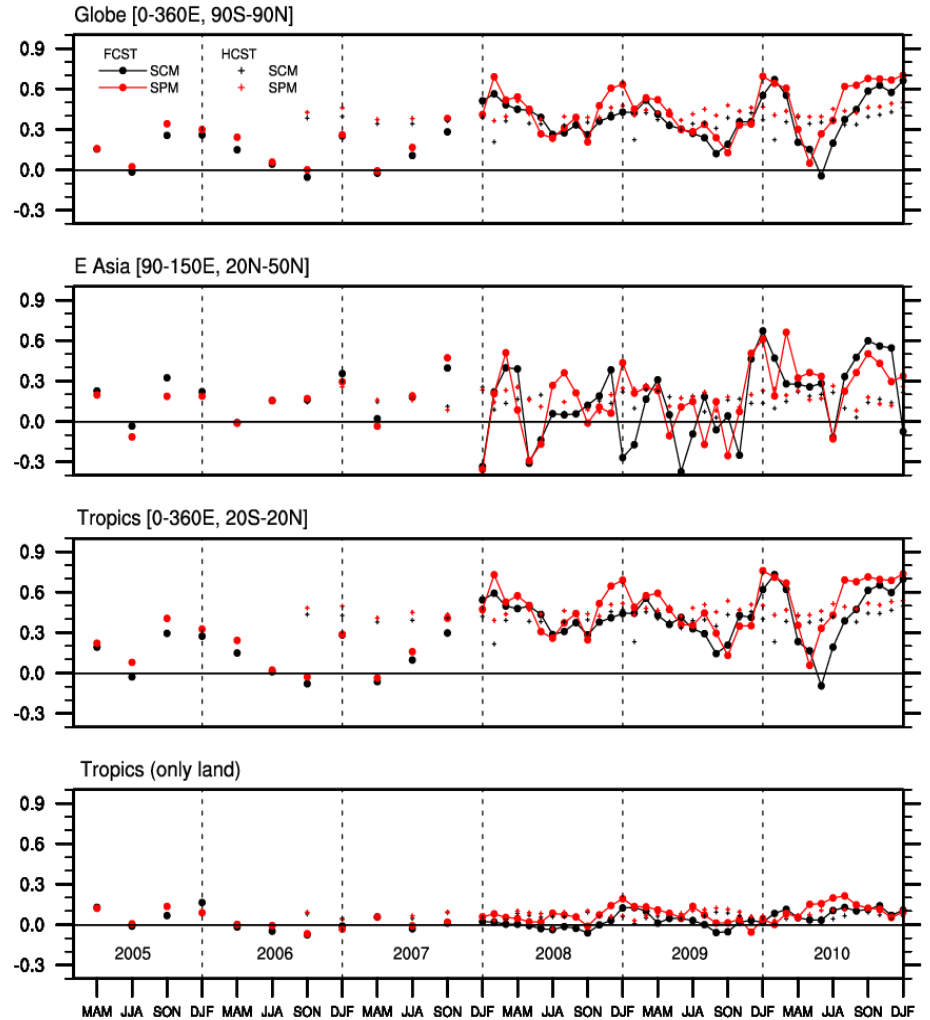 Globe [0-360E, 90S-90N]
FCST HCST
SCM + SCM
SPM + SPM
0.9
0.6
0.3
0.0
-0.3
E Asia [90-150E, 20N-50N]
0.9
0.6
0.3
0.0
-0.3
Tropics [0-360E, 20S-20N]
0.9
0.6
0.3
0.0
-0.3
Tropics (only land)
0.9
0.6
0.3
0.0
-0.3
2005 2006 2007 2008 2009 2010
MAM JJA SON DJF MAM JJA SON DJF MAM JJA SON DJF MAM JJA SON DJF MAM JJA SON DJF MAM JJA SON DJF